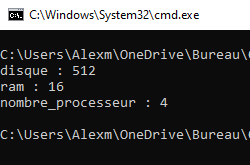 C:\Windows\System32\cmd.exe
C:\Users\Alexm\OneDrive\Bureau\
disque : 512
ram : 16
nombre_processeur : 4
C:\Users\Alexm\OneDrive\Bureau\